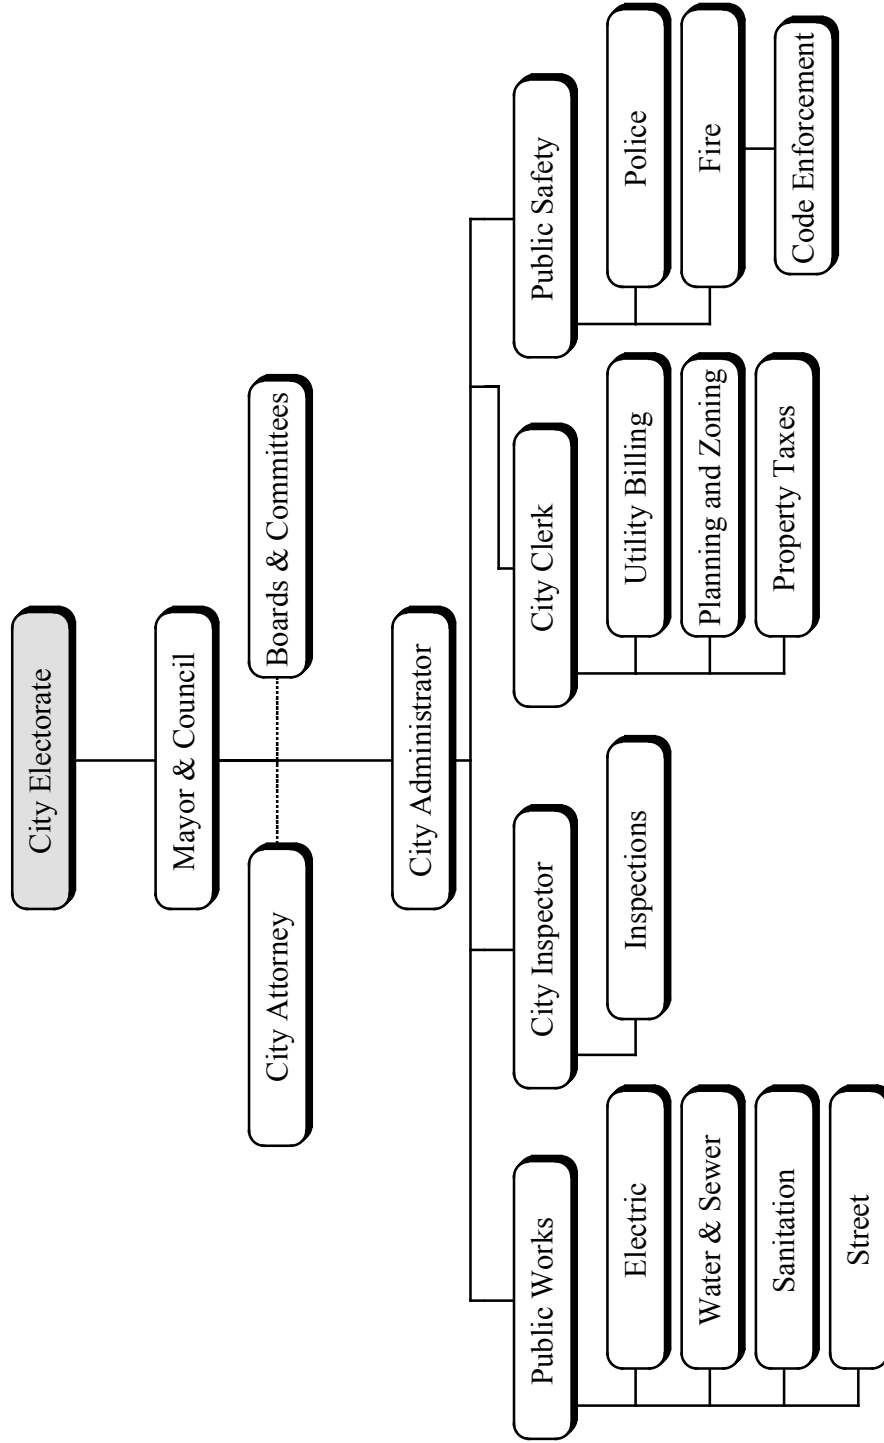 City Electorate
Mayor & Council
City Attorney
Boards & Committees
City Administrator
Public Works
City Inspector
City Clerk
Public Safety
Electric
Inspections
Utility Billing
Police
Water & Sewer
Planning and Zoning
Fire
Sanitation
Property Taxes
Code Enforcement
Street